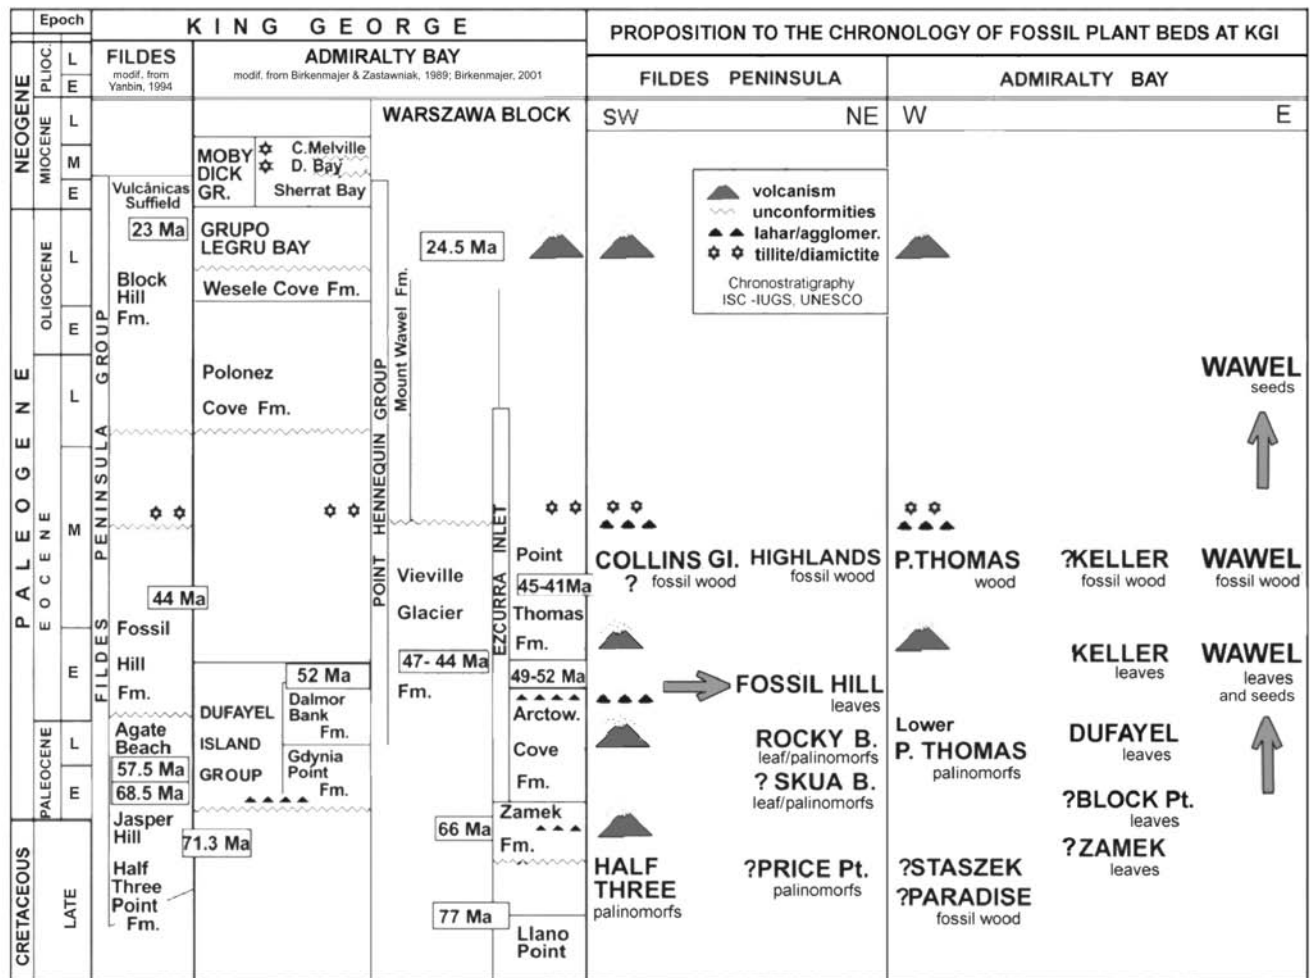 Epoch
KING GEORGE
PROPOSITION TO THE CHRONOLOGY OF FOSSIL PLANT BEDS AT KGI
FILDES
modif. from
Yanbin, 1994
ADMIRALTY BAY
modif. from Birkenmajer & Zastawniak, 1989; Birkenmajer, 2001
FILDES PENINSULA
ADMIRALTY BAY
WARSZAWA BLOCK
SW
NE
W
E
NEOGENE
PALEOGENE
CRETACEOUS
PLIOC.
MIOCENE
OLIGOCENE
EOCENE
PALEOCENE
LATE
L
E
L
M
E
L
E
L
M
E
L
E
FILDES PENINSULA GROUP
Vulcânicas
Suffield
23 Ma
Block
Hill
Fm.
44 Ma
Fossil
Hill
Fm.
Agate
Beach
57.5 Ma
68.5 Ma
Jasper
Hill
Half
Three
Point
Fm.
71.3 Ma
MOBY
DICK
GR.
C.Melville
D. Bay
Sherrat Bay
GRUPO
LEGRU BAY
Wesele Cove Fm.
Polonez
Cove Fm.
52 Ma
DUFAYEL
ISLAND
GROUP
Dalmor
Bank
Fm.
Gdynia
Point
Fm.
POINT HENNEQUIN GROUP
Mount Wawel Fm.
24.5 Ma
Vieville
Glacier
47- 44 Ma
Fm.
66 Ma
77 Ma
EZCURRA INLET
Point
45-41Ma
Thomas
Fm.
49-52 Ma
Arctow.
Cove
Fm.
Zamek
Fm.
Llano
Point
volcanism
unconformities
lahar/agglomer.
tillite/diamictite
Chronostratigraphy
ISC -IUGS, UNESCO
COLLINS Gl.
? fossil wood
HIGHLANDS
fossil wood
FOSSIL HILL
leaves
ROCKY B.
leaf/palinomorfs
? SKUA B.
leaf/palinomorfs
HALF
THREE
palinomorfs
?PRICE Pt.
palinomorfs
P.THOMAS
wood
?KELLER
fossil wood
WAWEL
seeds
WAWEL
fossil wood
KELLER
leaves
WAWEL
leaves
and seeds
Lower
P. THOMAS
palinomorfs
DUFAYEL
leaves
?BLOCK Pt.
leaves
?ZAMEK
leaves
?STASZEK
?PARADISE
fossil wood